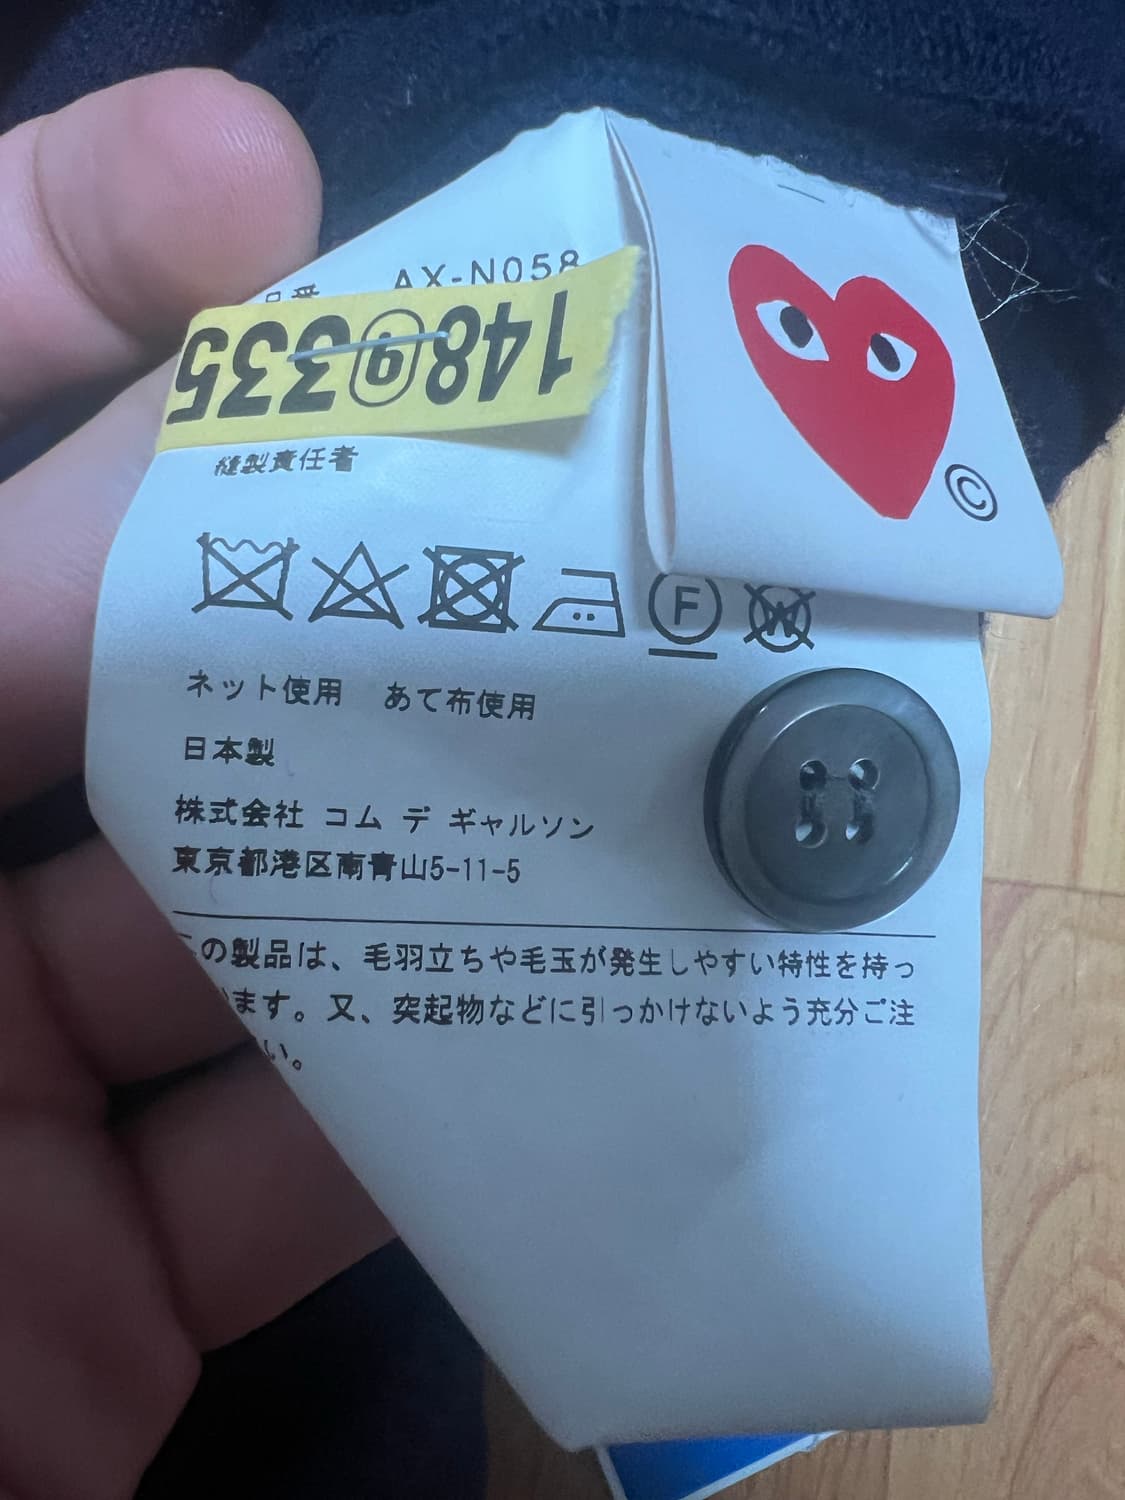 品番 AX-N058
148⑨335
縫製責任者
F W
ネット使用 あて布使用
日本製
株式会社 コム デ ギャルソン
東京都港区南青山5-11-5
の製品は、毛羽立ちや毛玉が発生しやすい特性を持っ
ます。又、突起物などに引っかけないよう充分ご注
い。
©